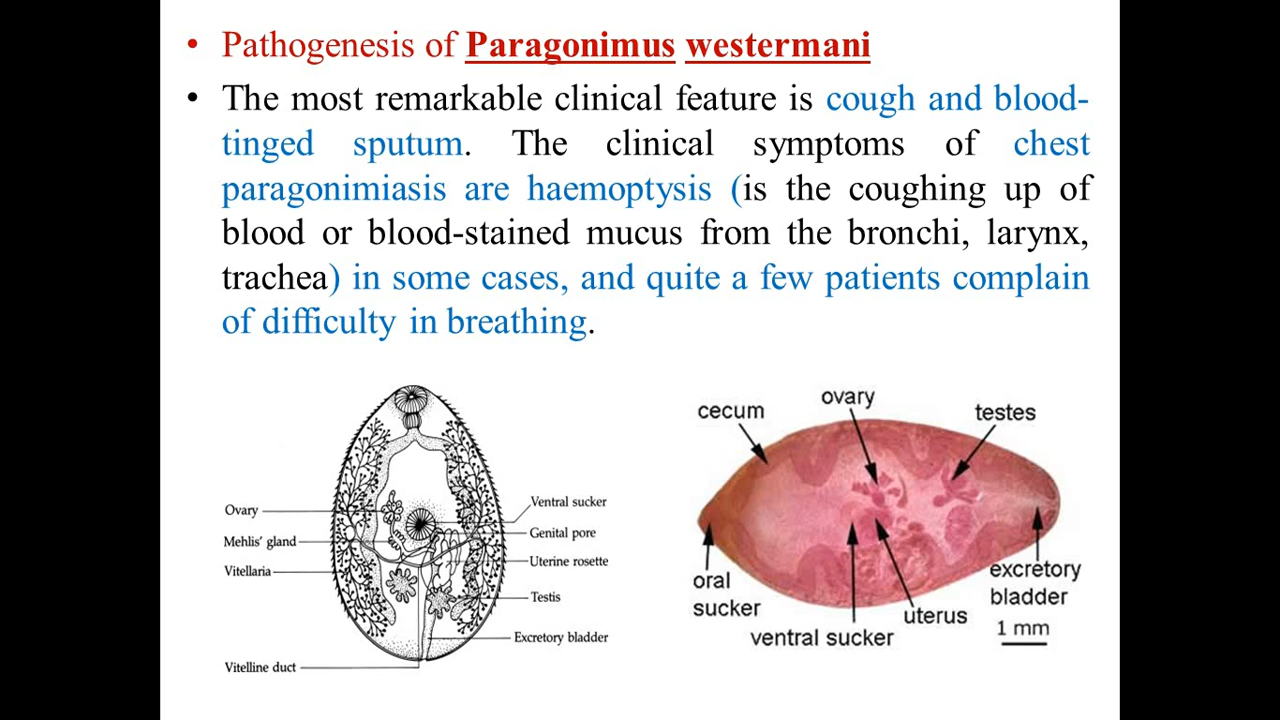 • Pathogenesis of Paragonimus westermani
• The most remarkable clinical feature is cough and blood-
tinged sputum. The clinical symptoms of chest
paragonimiasis are haemoptysis (is the coughing up of
blood or blood-stained mucus from the bronchi, larynx,
trachea) in some cases, and quite a few patients complain
of difficulty in breathing.
Ovary
Mehlis' gland
Vitellaria
Vitelline duct
Ventral sucker
Genital pore
Uterine rosette
Testis
Excretory bladder
cecum
ovary
testes
oral
sucker
ventral sucker
uterus
excretory
bladder
1 mm